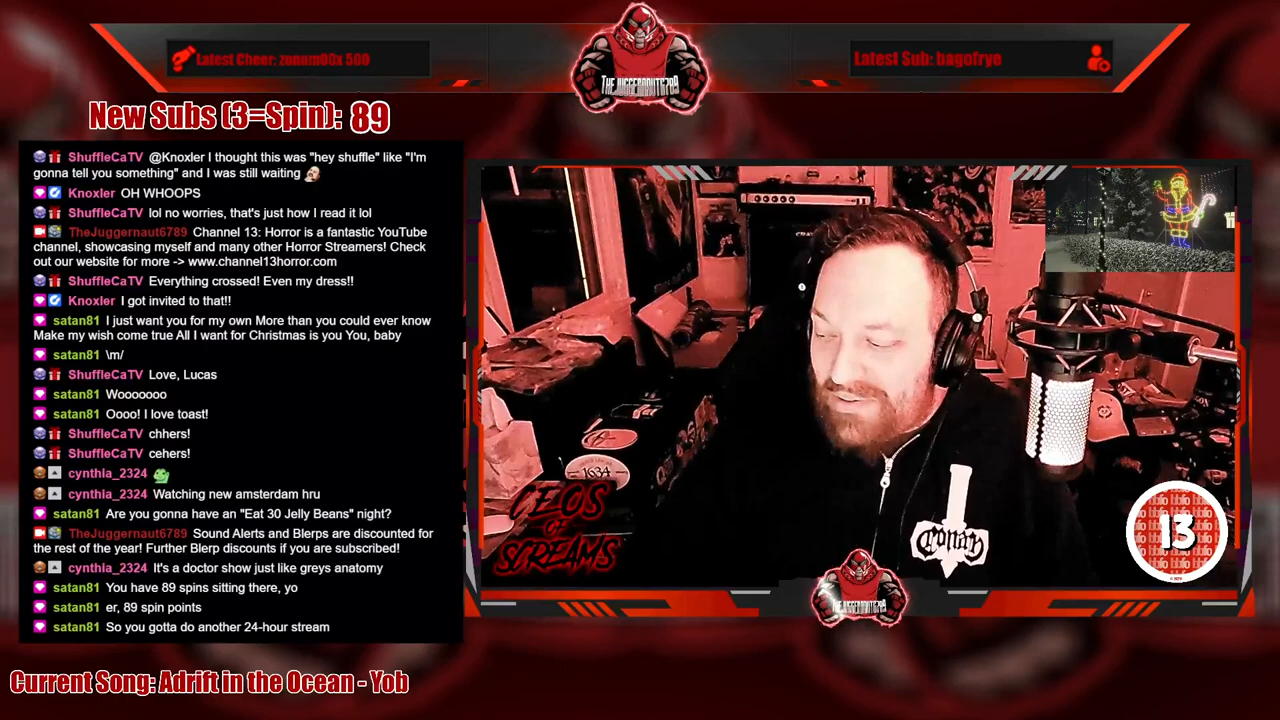 Latest Cheer: zonum00x 500
THEJUGGERNAUT6789
Latest Sub: bagofrye
New Subs (3=Spin): 89
ShuffleCaTV @Knoxler I thought this was "hey shuffle" like "I'm
gonna tell you something" and I was still waiting
Knoxler OH WHOOPS
ShuffleCaTV lol no worries, that's just how I read it lol
TheJuggernaut6789 Channel 13: Horror is a fantastic YouTube
channel, showcasing myself and many other Horror Streamers! Check
out our website for more -> www.channel13horror.com
ShuffleCaTV Everything crossed! Even my dress!!
Knoxler I got invited to that!!
satan81 I just want you for my own More than you could ever know
Make my wish come true All I want for Christmas is you You, baby
satan81 \m/
ShuffleCaTV Love, Lucas
satan81 Wooooooo
satan81 Oooo! I love toast!
ShuffleCaTV chhers!
ShuffleCaTV cehers!
cynthia_2324
cynthia_2324 Watching new amsterdam hru
satan81 Are you gonna have an "Eat 30 Jelly Beans" night?
TheJuggernaut6789 Sound Alerts and Blerps are discounted for
the rest of the year! Further Blerp discounts if you are subscribed!
cynthia_2324 It's a doctor show just like greys anatomy
satan81 You have 89 spins sitting there, yo
satan81 er, 89 spin points
satan81 So you gotta do another 24-hour stream
1634
CEOS
OF
SCREAMS
Conan
13
THEJUGGERNAUT6789
Current Song: Adrift in the Ocean - Yob